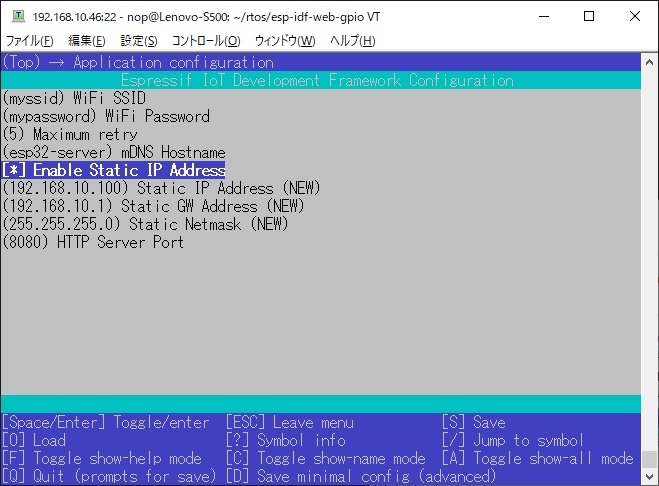 192.168.10.46:22 - nop@Lenovo-S500: ~/rtos/esp-idf-web-gpio VT
ファイル(F) 編集(E) 設定(S) コントロール(O) ウィンドウ(W) ヘルプ(H)
(Top) → Application configuration
Espressif IoT Development Framework Configuration
(myssid) WiFi SSID
(mypassword) WiFi Password
(5) Maximum retry
(esp32-server) mDNS Hostname
[*] Enable Static IP Address
(192.168.10.100) Static IP Address (NEW)
(192.168.10.1) Static GW Address (NEW)
(255.255.255.0) Static Netmask (NEW)
(8080) HTTP Server Port
[Space/Enter] Toggle/enter [ESC] Leave menu [S] Save
[O] Load [?] Symbol info [/] Jump to symbol
[F] Toggle show-help mode [C] Toggle show-name mode [A] Toggle show-all mode
[Q] Quit (prompts for save) [D] Save minimal config (advanced)